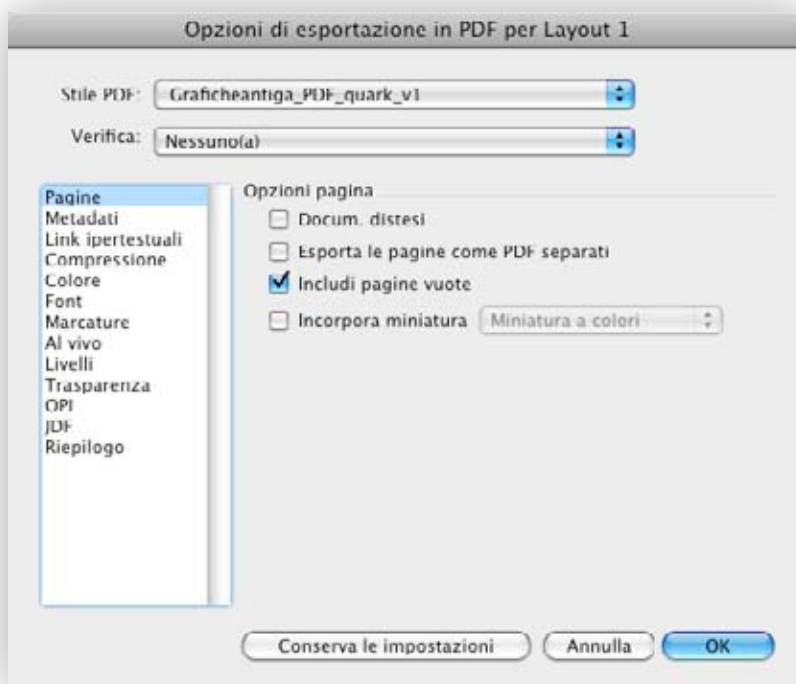 Opzioni di esportazione in PDF per Layout 1
Stile PDF: Graficheantiga_PDF_quark_v1
Verifica: Nessuno(a)
Pagine
Metadati
Link ipertestuali
Compressione
Colore
Font
Marcature
Al vivo
Livelli
Trasparenza
OPI
JDF
Riepilogo
Opzioni pagina
Docum. distesi
Esporta le pagine come PDF separati
Includi pagine vuote
Incorpora miniatura Miniatura a colori
Conserva le impostazioni Annulla OK